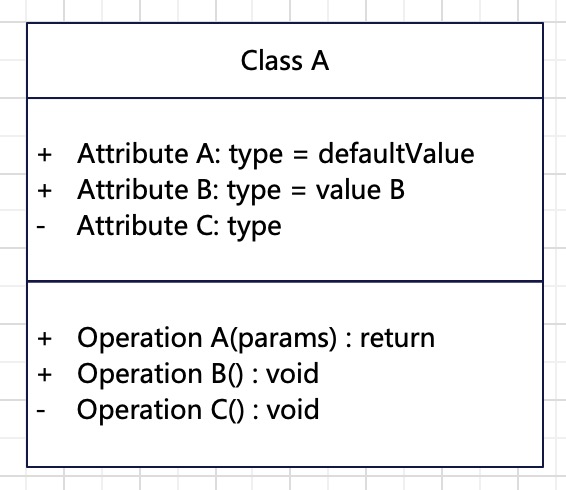 Class A
+ Attribute A: type = defaultValue
+ Attribute B: type = value B
- Attribute C: type
+ Operation A(params) : return
+ Operation B() : void
- Operation C() : void